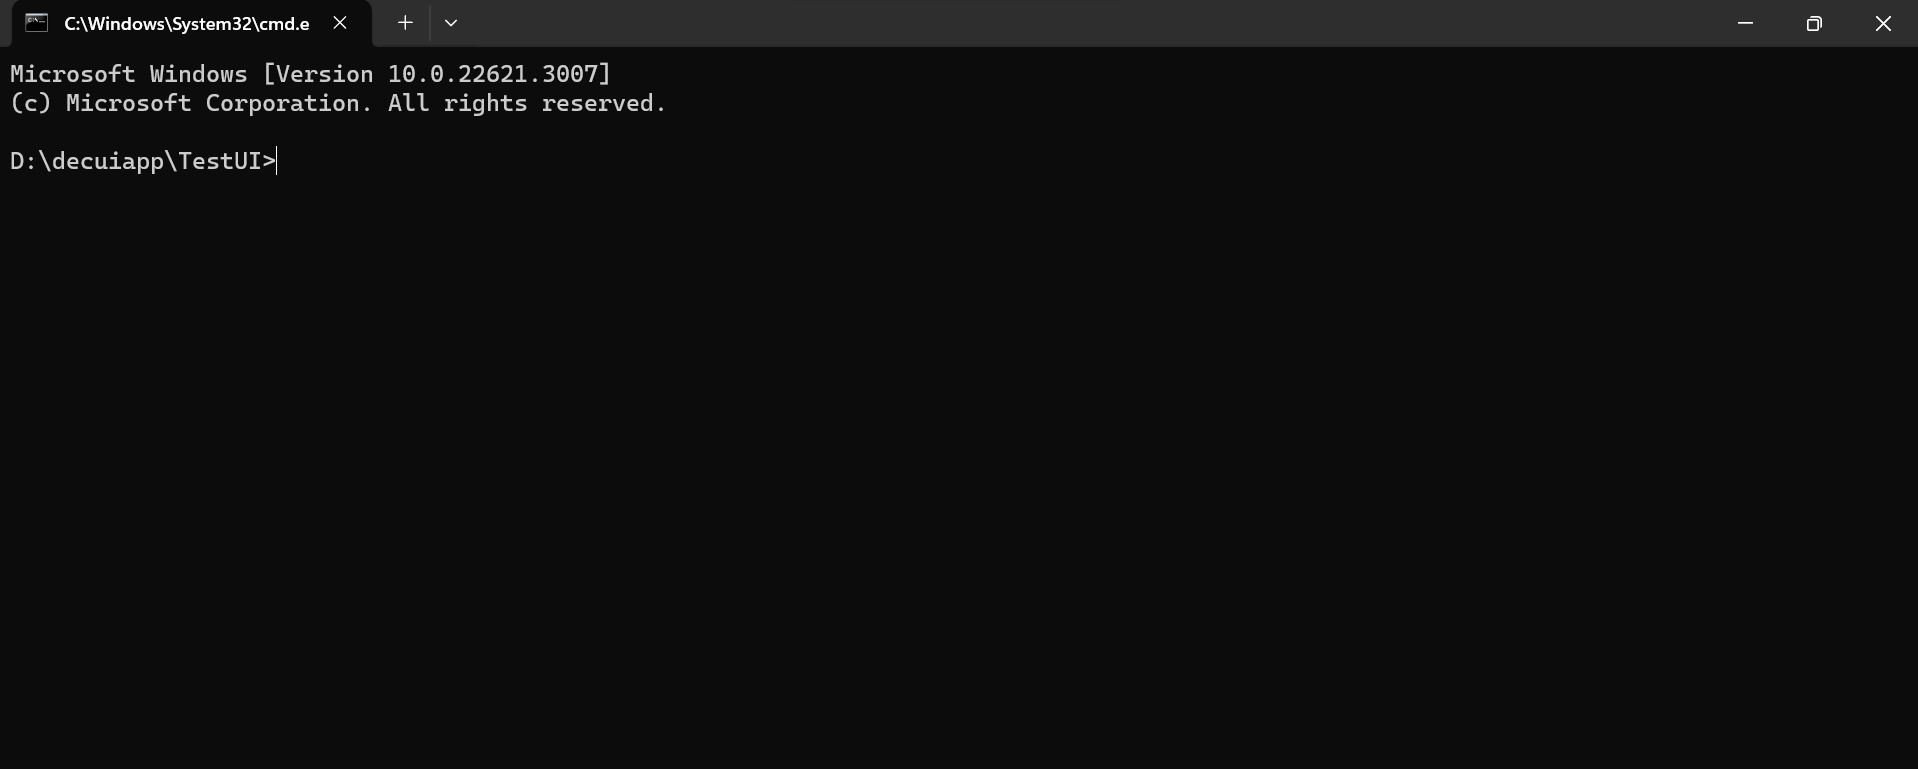 C:\Windows\System32\cmd.e
Microsoft Windows [Version 10.0.22621.3007]
(c) Microsoft Corporation. All rights reserved.
D:\decuiapp\TestUI>